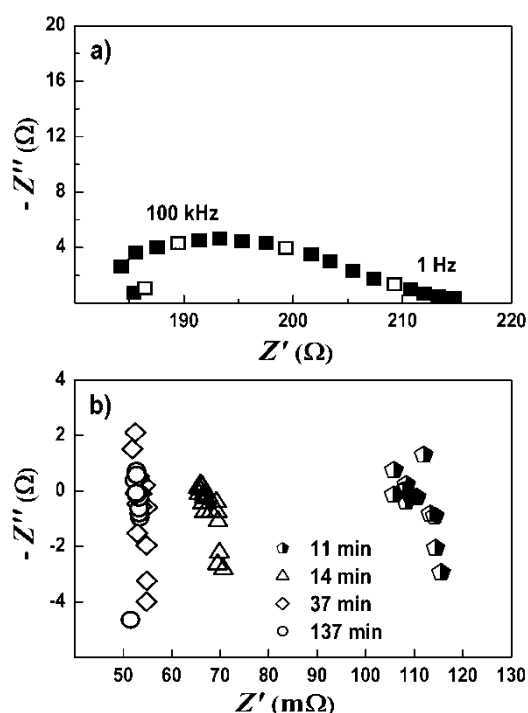 a)
20
16
12
8
4
0
-Z'' (Ω)
100 kHz
1 Hz
190 200 210 220
Z' (Ω)
b)
4
2
0
-2
-4
-Z'' (Ω)
11 min
14 min
37 min
137 min
50 60 70 80 90 100 110 120 130
Z' (mΩ)